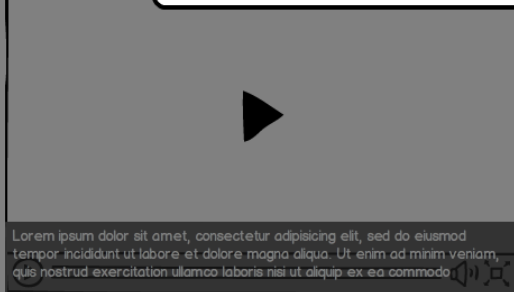 Lorem ipsum dolor sit amet, consectetur adipisicing elit, sed do eiusmod
tempor incididunt ut labore et dolore magna aliqua. Ut enim ad minim veniam,
quis nostrud exercitation ullamco laboris nisi ut aliquip ex ea commodo